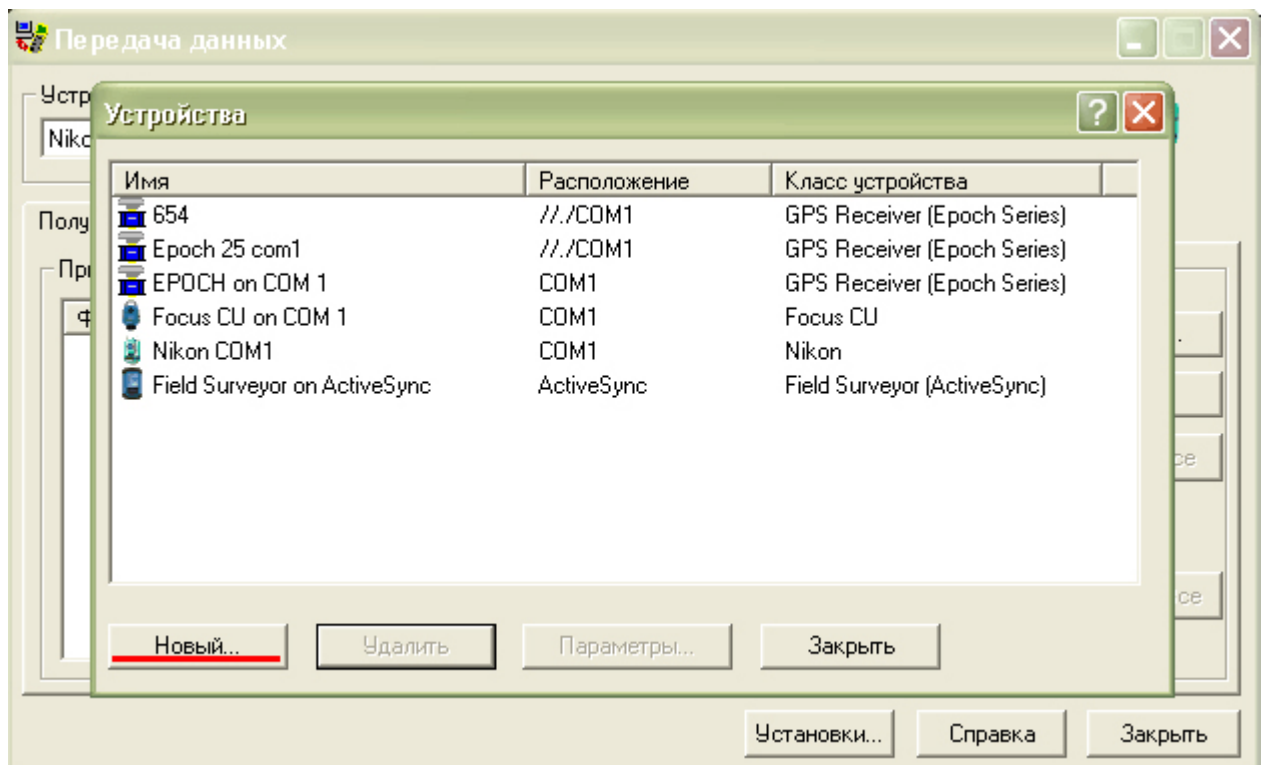 Передача данных
Устр
Устройства
Niko
Имя Расположение Класс устройства
654 //./COM1 GPS Receiver (Epoch Series)
Полу
Epoch 25 com1 //./COM1 GPS Receiver (Epoch Series)
При
EPOCH on COM 1 COM1 GPS Receiver (Epoch Series)
Ф
Focus CU on COM 1 COM1 Focus CU
Nikon COM1 COM1 Nikon
.
Field Surveyor on ActiveSync ActiveSync Field Surveyor (ActiveSync)
се
се
Новый... Удалить Параметры... Закрыть
Установки... Справка Закрыть